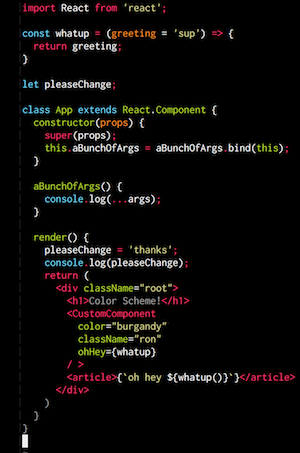 import React from 'react';
const whatup = (greeting = 'sup') => {
return greeting;
}
let pleaseChange;
class App extends React.Component {
constructor(props) {
super(props);
this.aBunchOfArgs = aBunchOfArgs.bind(this);
}
aBunchOfArgs() {
console.log(...args);
}
render() {
pleaseChange = 'thanks';
console.log(pleaseChange);
return (
<div className="root">
<h1>Color Scheme!</h1>
<CustomComponent
color="burgandy"
className="ron"
ohHey={whatup}
/ >
<article>{`oh hey ${whatup()}`}</article>
</div>
)
}
}